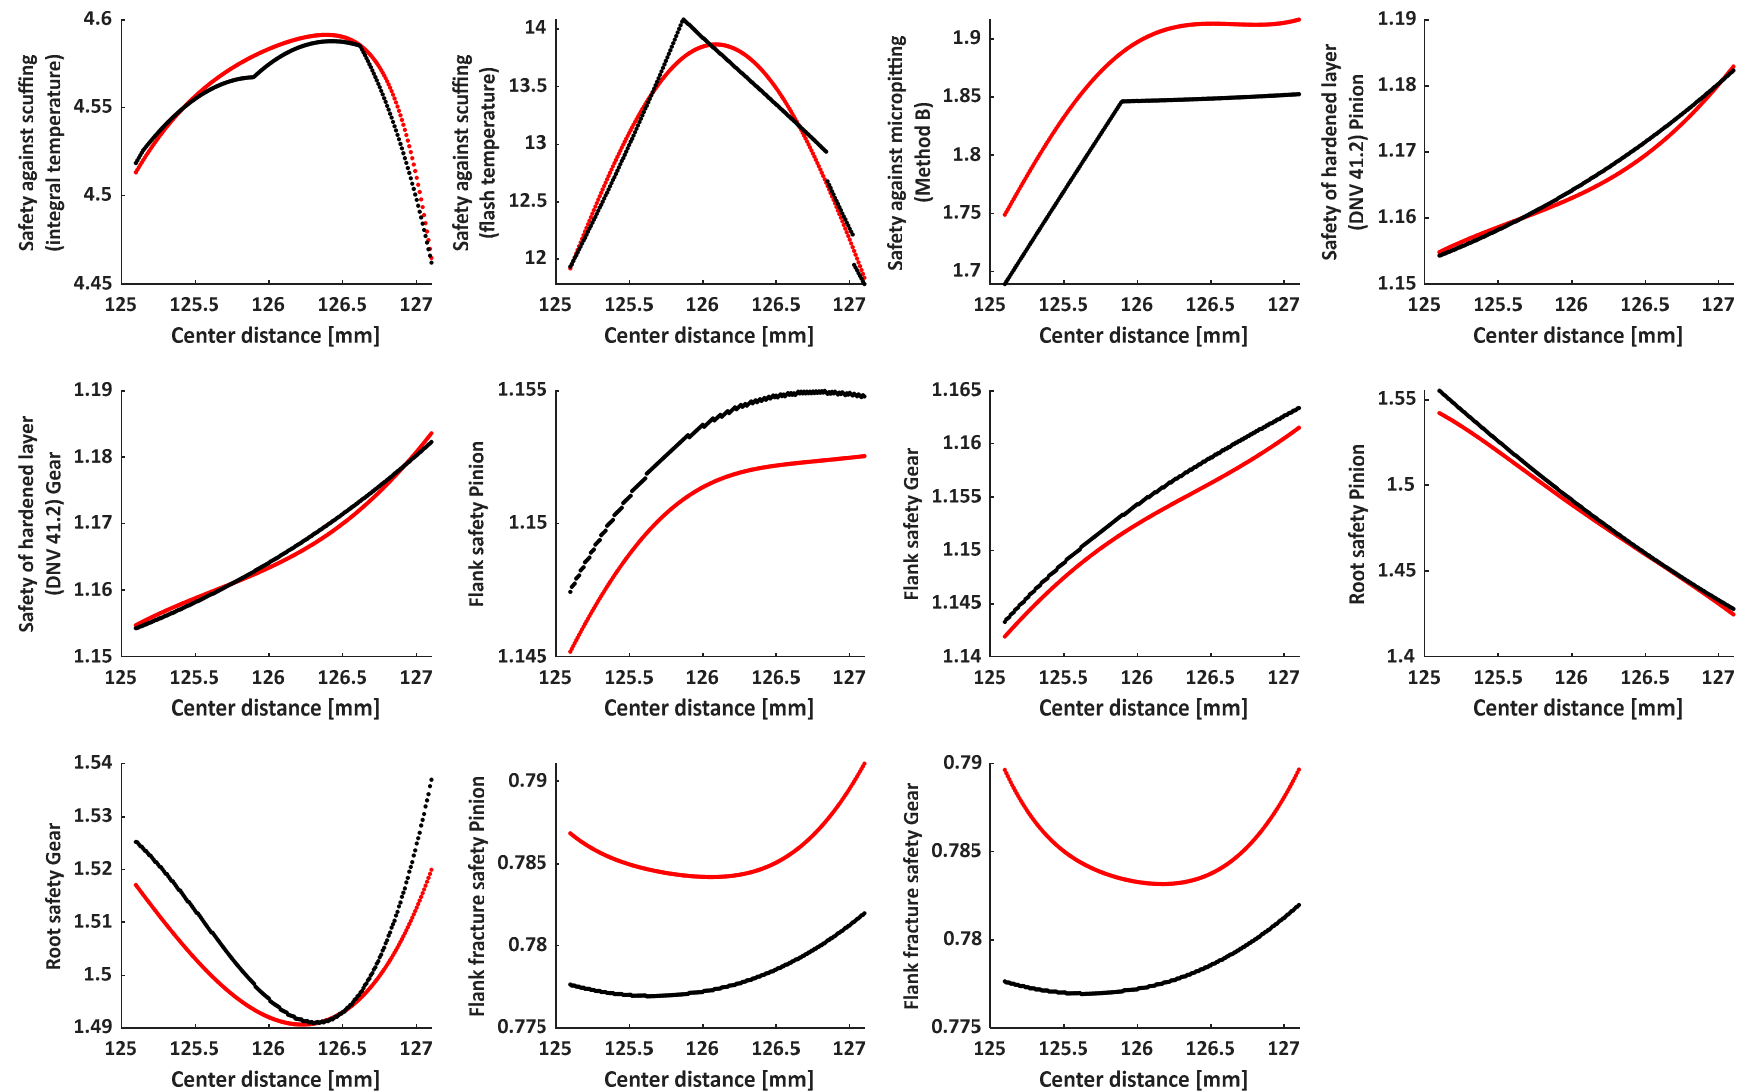 4.6
4.55
4.5
4.45
Safety against scuffing
(integral temperature)
125 125.5 126 126.5 127
Center distance [mm]
14
13.5
13
12.5
12
Safety against scuffing
(flash temperature)
125 125.5 126 126.5 127
Center distance [mm]
1.9
1.85
1.8
1.75
1.7
Safety against micropitting
(Method B)
125 125.5 126 126.5 127
Center distance [mm]
1.19
1.18
1.17
1.16
1.15
Safety of hardened layer
(DNV 41.2) Pinion
125 125.5 126 126.5 127
Center distance [mm]
1.19
1.18
1.17
1.16
1.15
Safety of hardened layer
(DNV 41.2) Gear
125 125.5 126 126.5 127
Center distance [mm]
1.155
1.15
1.145
Flank safety Pinion
125 125.5 126 126.5 127
Center distance [mm]
1.165
1.16
1.155
1.150
1.145
1.14
Flank safety Gear
125 125.5 126 126.5 127
Center distance [mm]
1.55
1.5
1.45
1.4
Root safety Pinion
125 125.5 126 126.5 127
Center distance [mm]
1.54
1.53
1.52
1.51
1.5
1.49
Root safety Gear
125 125.5 126 126.5 127
Center distance [mm]
0.79
0.785
0.78
0.775
Flank fracture safety Pinion
125 125.5 126 126.5 127
Center distance [mm]
0.79
0.785
0.78
0.775
Flank fracture safety Gear
125 125.5 126 126.5 127
Center distance [mm]